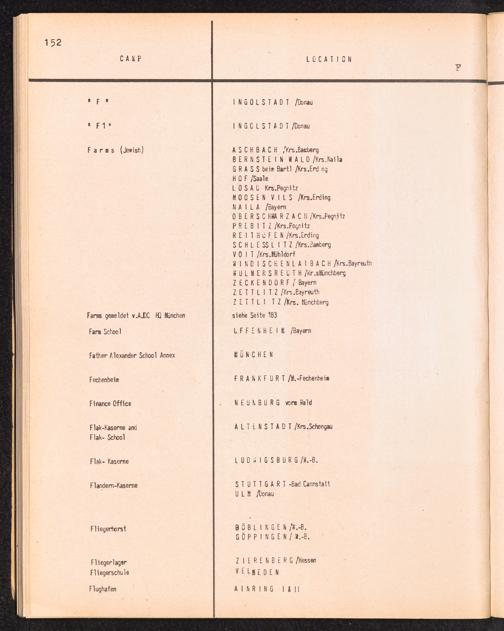 152
CAMP LOCATION
F
" F " INGOLSTADT /Donau
" F1" INGOLSTADT /Donau
Farms (Jewish) ASCHBACH /Krs.Bamberg
BERNSTEIN WALD /Krs.Naila
GRASS beim Bartl /Krs.Erding
HOF /Saale
LOSAU Krs.Pegnitz
MOOSEN VILS /Krs.Erding
NAILA /Bayern
OBERSCHWARZACH /Krs.Pegnitz
PREBITZ /Krs.Pegnitz
REITHOFEN /Krs.Erding
SCHLESSLITZ /Krs.Bamberg
VOIT /Krs.Mühldorf
WINDISCHENLAIBACH /Krs.Bayreuth
WULMERSREUTH /Krs.Münchberg
ZECKENDORF / Bayern
ZETTLITZ /Krs.Bayreuth
ZETTLITZ /Krs. Münchberg
Farms gemeldet v.AJDC HQ München siehe Seite 183
Farm School UFFENHEIM /Bayern
Father Alexander School Annex MÜNCHEN
Fechenheim FRANKFURT /M.-Fechenheim
Finance Office NEUNBURG vorm Wald
Flak-Kaserne and ALTENSTADT /Krs.Schongau
Flak- School
Flak- Kaserne LUDWIGSBURG /W.-B.
Flandern-Kaserne STUTTGART -Bad Cannstatt
ULM /Donau
Fliegerhorst BÖBLINGEN /W.-B.
GÖPPINGEN / W.-B.
Fliegerlager ZIERENBERG /Hessen
Fliegerschule VELMEDEN
Flughafen AINRING I & II